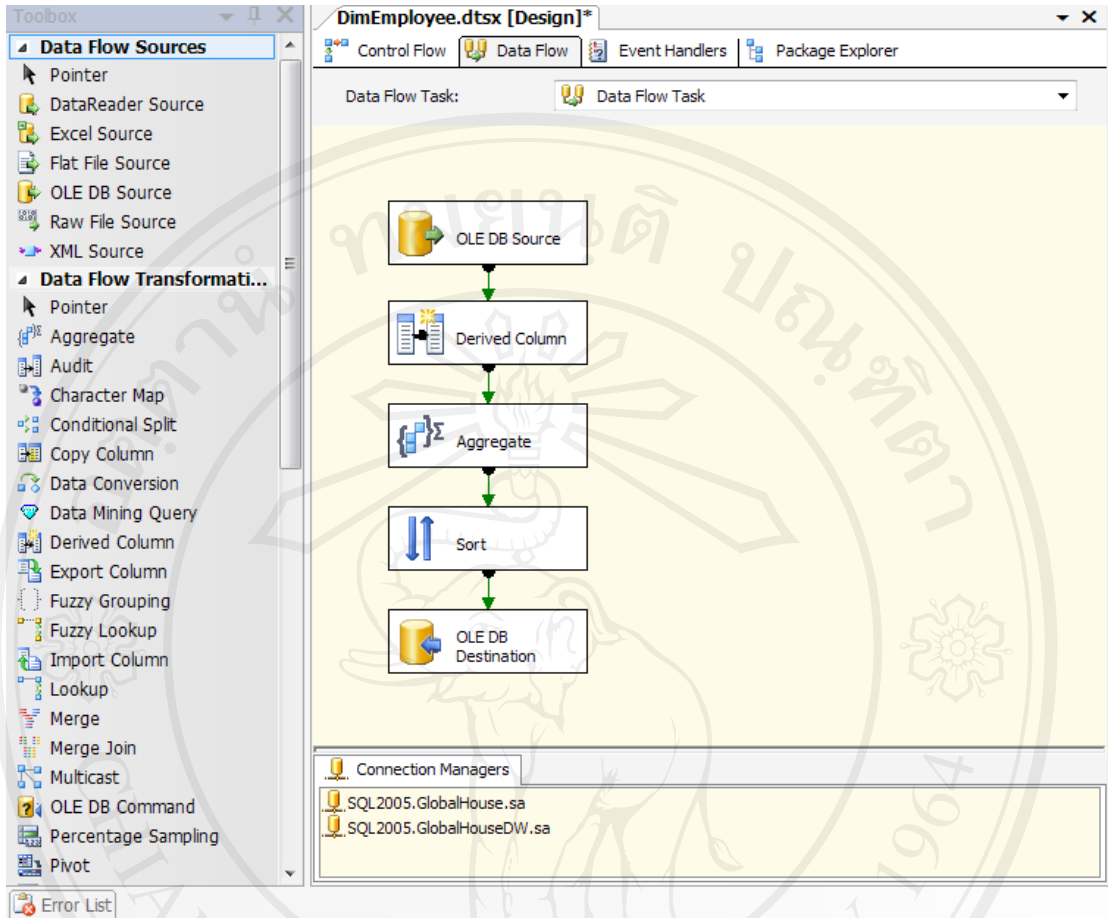 Toolbox
Data Flow Sources
Pointer
DataReader Source
Excel Source
Flat File Source
OLE DB Source
Raw File Source
XML Source
Data Flow Transformati...
Pointer
Aggregate
Audit
Character Map
Conditional Split
Copy Column
Data Conversion
Data Mining Query
Derived Column
Export Column
Fuzzy Grouping
Fuzzy Lookup
Import Column
Lookup
Merge
Merge Join
Multicast
OLE DB Command
Percentage Sampling
Pivot
Error List
DimEmployee.dtsx [Design]*
Control Flow
Data Flow
Event Handlers
Package Explorer
Data Flow Task:
Data Flow Task
OLE DB Source
Derived Column
Aggregate
Sort
OLE DB
Destination
Connection Managers
SQL2005.GlobalHouse.sa
SQL2005.GlobalHouseDW.sa
1964